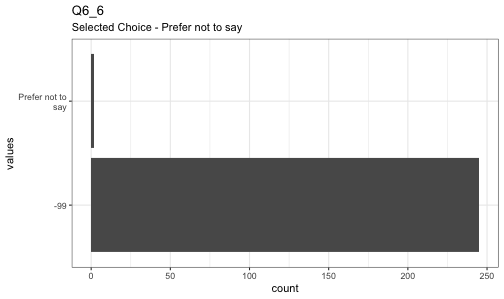 Q6_6
Selected Choice - Prefer not to say
Prefer not to
say
-99
values
0 50 100 150 200 250
count